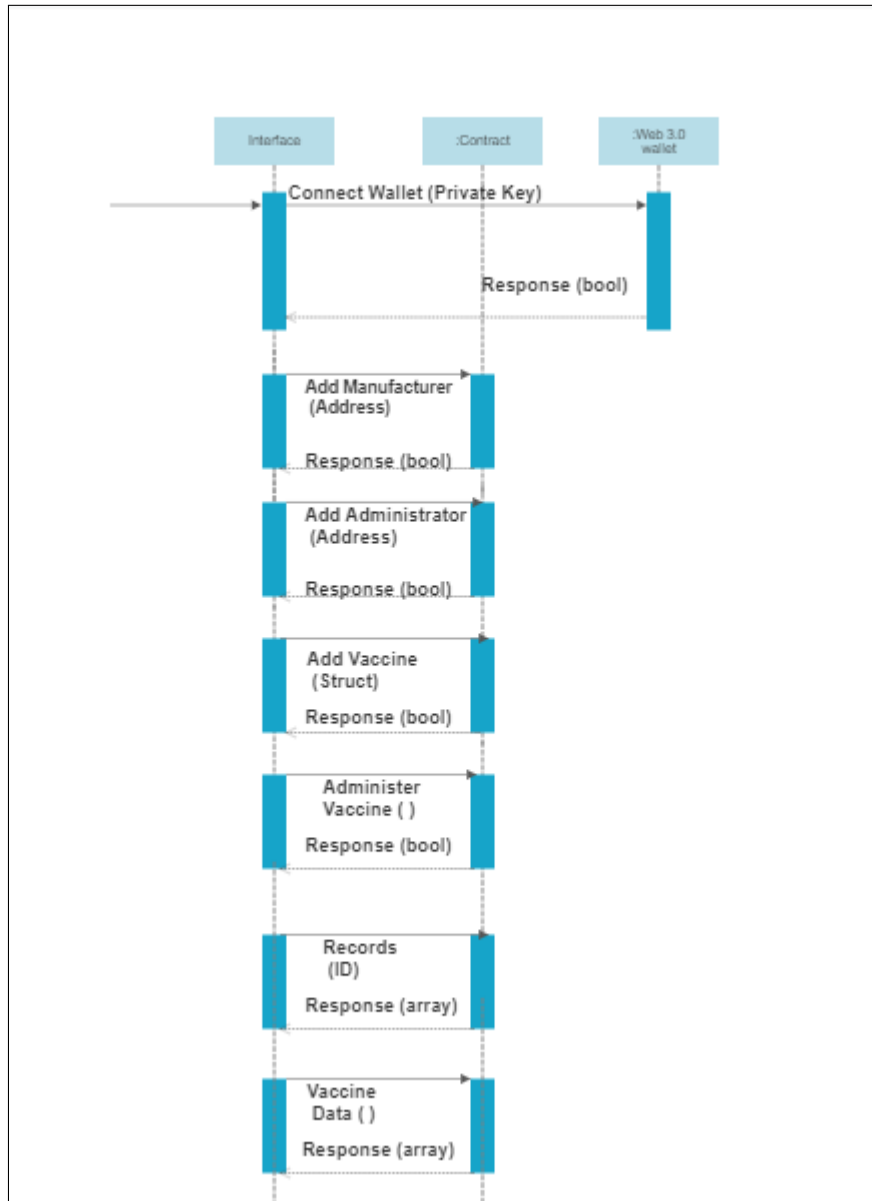 Interface
:Contract
:Web 3.0
wallet
Connect Wallet (Private Key)
Response (bool)
Add Manufacturer
(Address)
Response (bool)
Add Administrator
(Address)
Response (bool)
Add Vaccine
(Struct)
Response (bool)
Administer
Vaccine ( )
Response (bool)
Records
(ID)
Response (array)
Vaccine
Data ( )
Response (array)